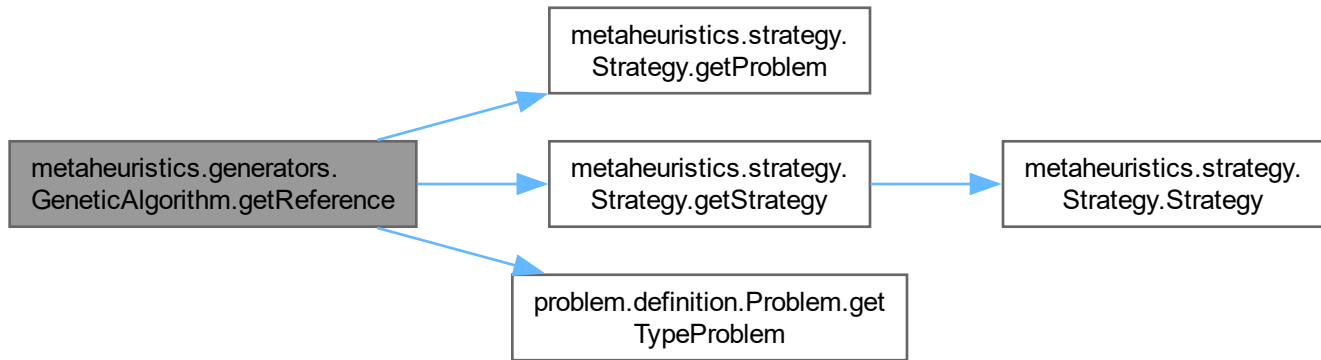 metaheuristics.strategy.
Strategy.getProblem
metaheuristics.generators.
GeneticAlgorithm.getReference
metaheuristics.strategy.
Strategy.getStrategy
metaheuristics.strategy.
Strategy.Strategy
problem.definition.Problem.get
TypeProblem